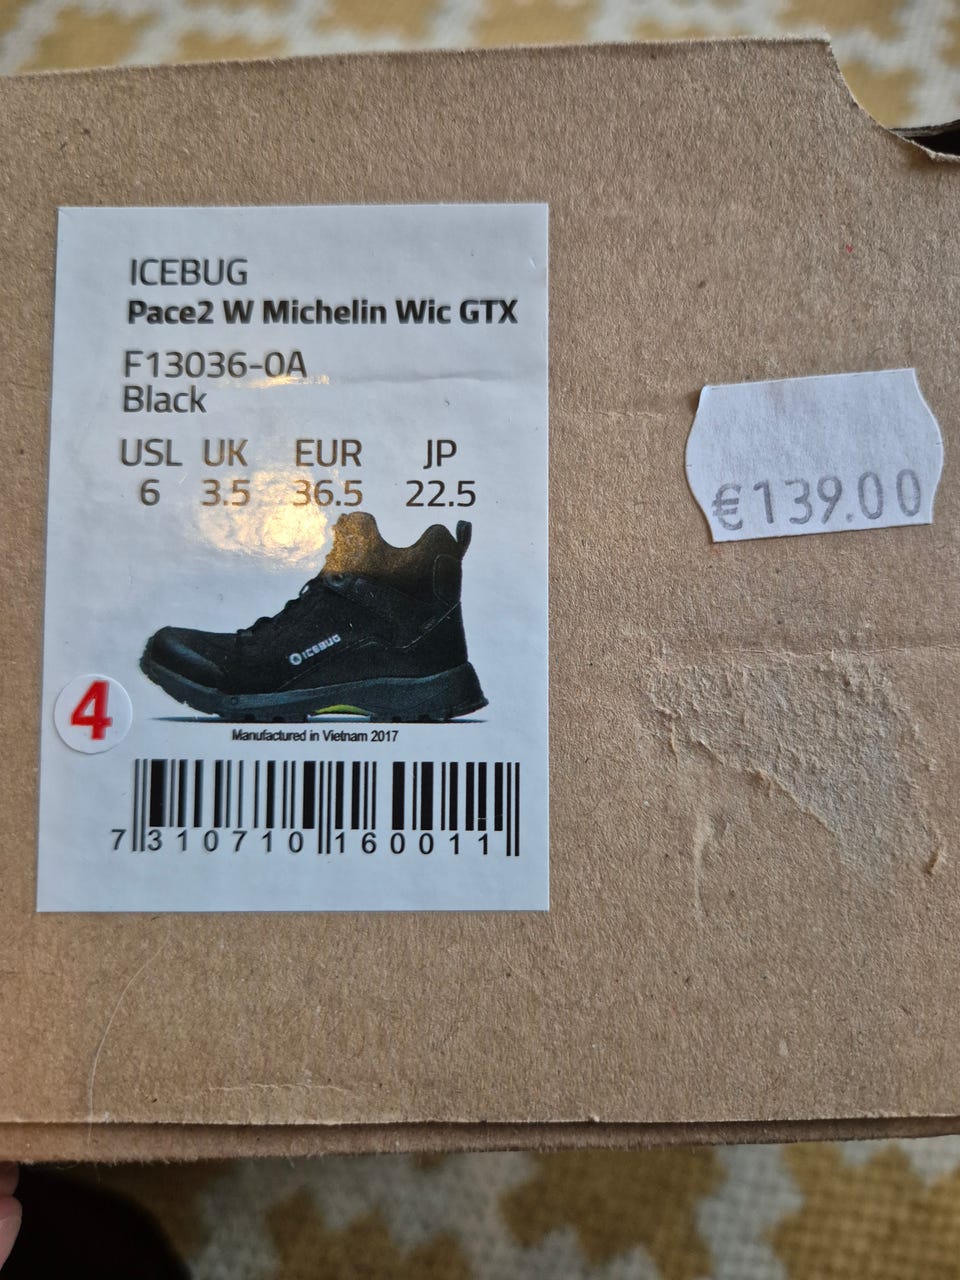 ICEBUG
Pace2 W Michelin Wic GTX
F13036-0A
Black
USL UK EUR JP
6 3.5 36.5 22.5
ICEBUG
4
Manufactured in Vietnam 2017
7 310710 160011
€139.00